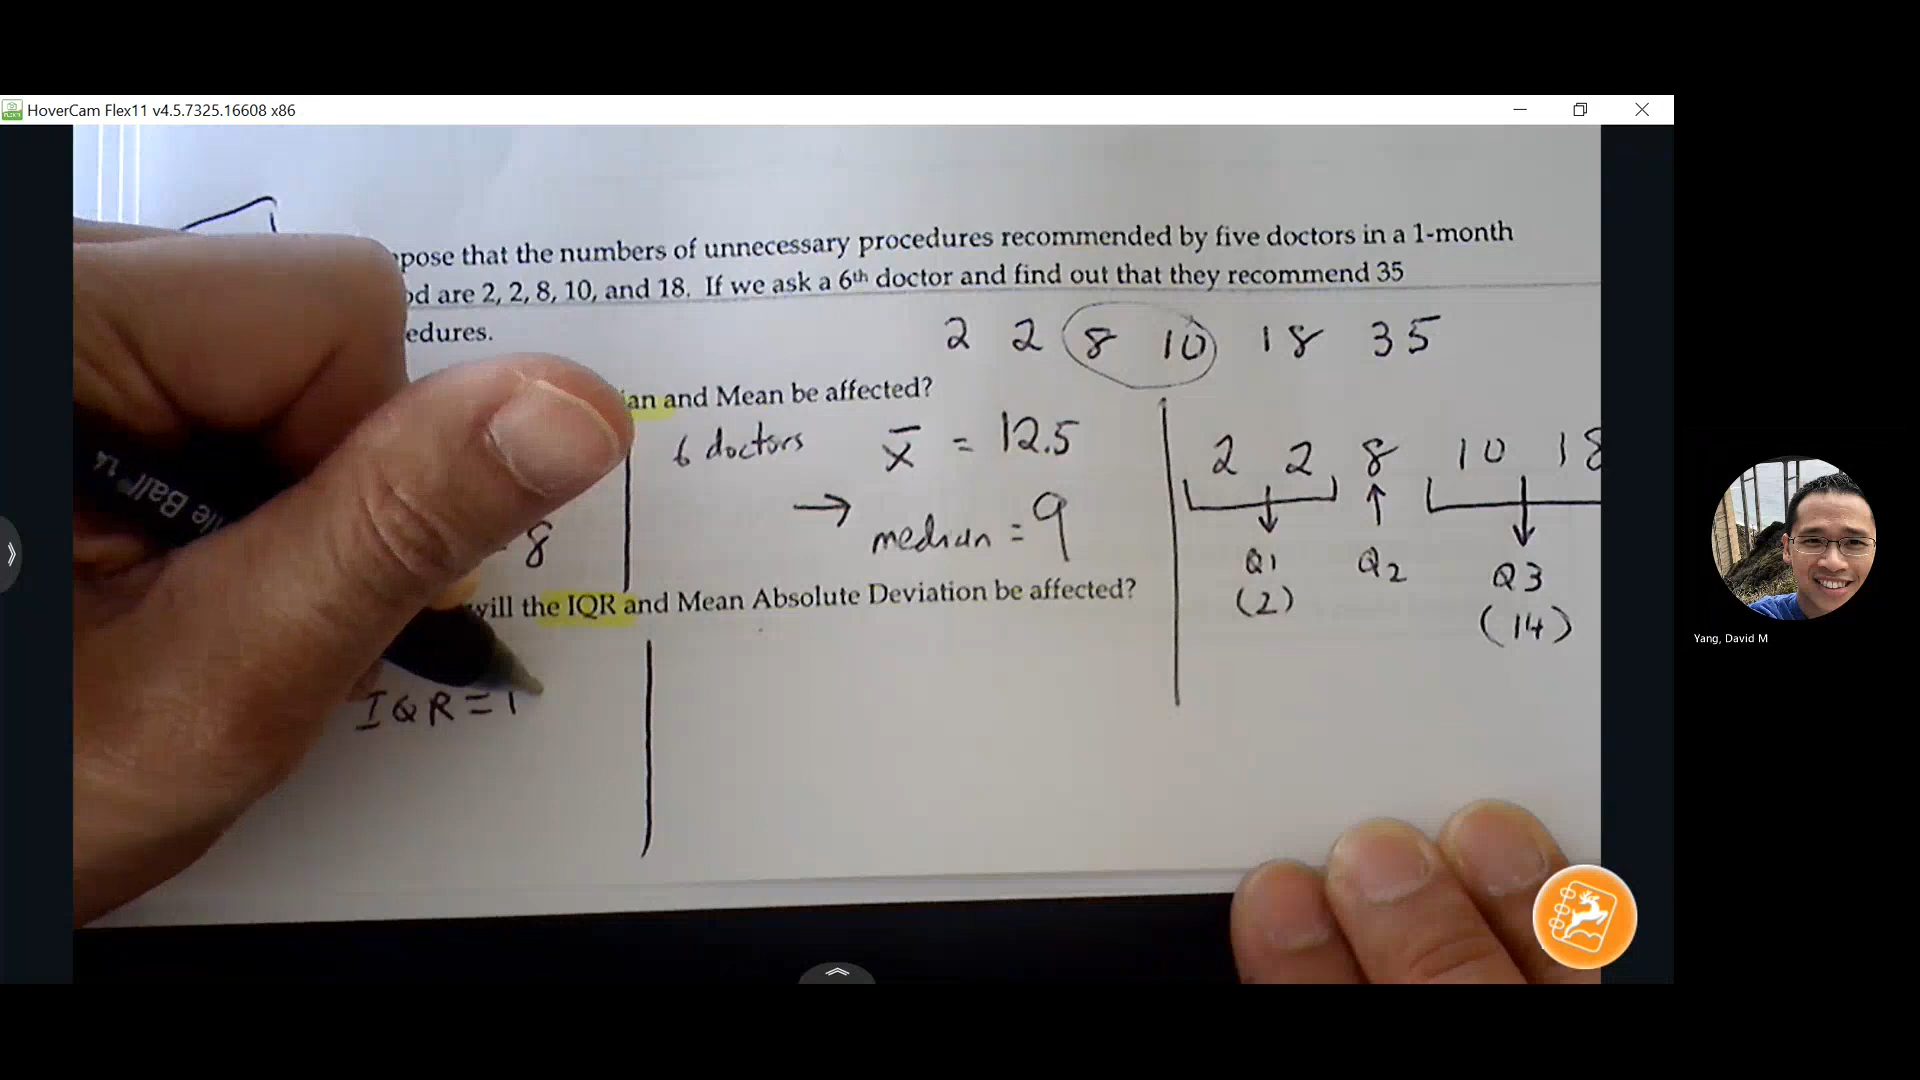 HoverCam Flex11 v4.5.7325.16608 x86
pose that the numbers of unnecessary procedures recommended by five doctors in a 1-month
od are 2, 2, 8, 10, and 18. If we ask a 6th doctor and find out that they recommend 35
edures.
2 2 8 10 18 35
ian and Mean be affected?
6 doctors x̄ = 12.5
→ median = 9
8
will the IQR and Mean Absolute Deviation be affected?
IQR = 1
2 2 8 10 18
Q1 Q2 Q3
(2) (14)
Yang, David M